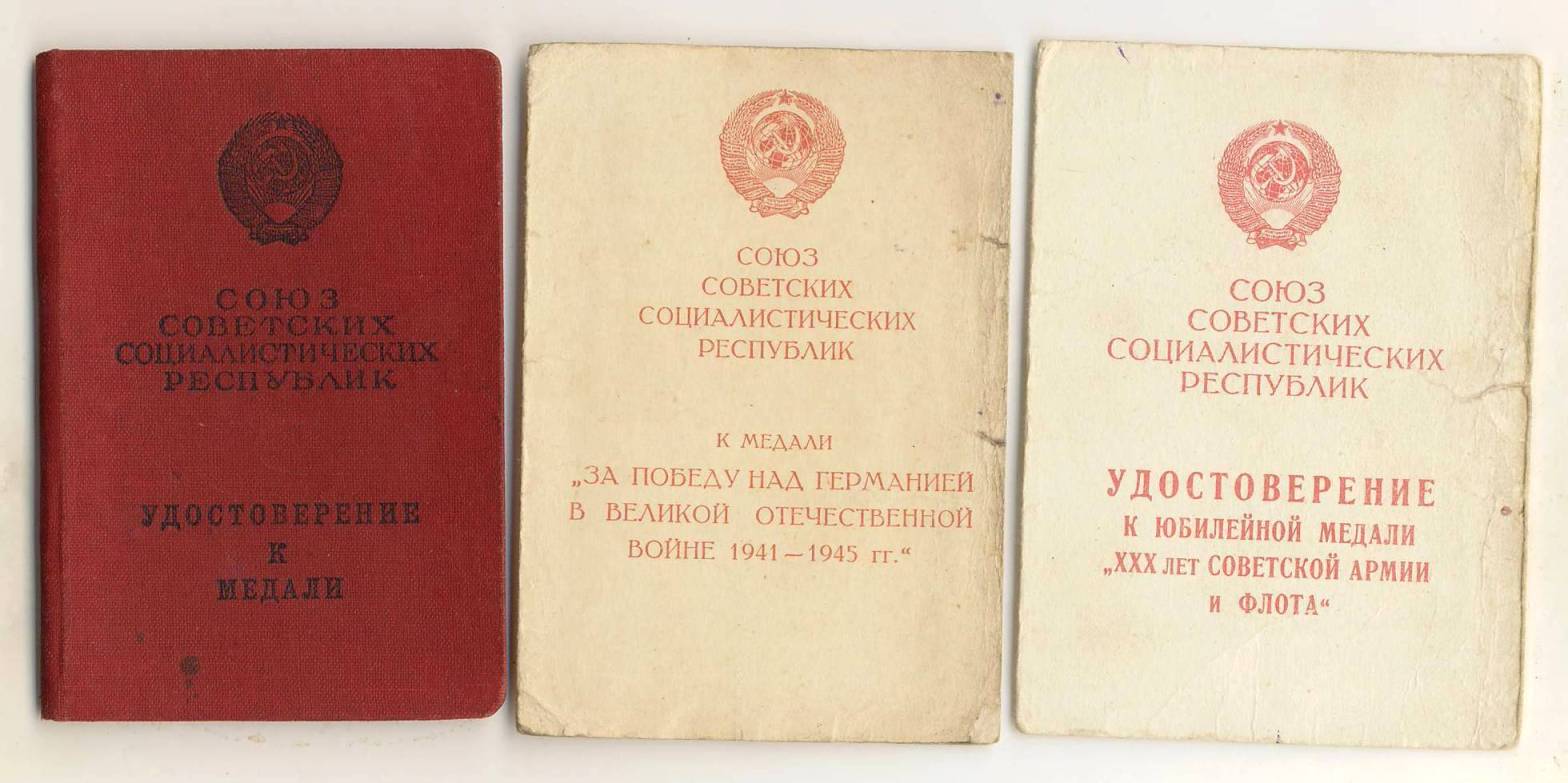 СОЮЗ
СОВЕТСКИХ
СОЦИАЛИСТИЧЕСКИХ
РЕСПУБЛИК
УДОСТОВЕРЕНИЕ
К
МЕДАЛИ
СОЮЗ
СОВЕТСКИХ
СОЦИАЛИСТИЧЕСКИХ
РЕСПУБЛИК
К МЕДАЛИ
„ЗА ПОБЕДУ НАД ГЕРМАНИЕЙ
В ВЕЛИКОЙ ОТЕЧЕСТВЕННОЙ
ВОЙНЕ 1941—1945 гг.“
СОЮЗ
СОВЕТСКИХ
СОЦИАЛИСТИЧЕСКИХ
РЕСПУБЛИК
УДОСТОВЕРЕНИЕ
К ЮБИЛЕЙНОЙ МЕДАЛИ
„XXX ЛЕТ СОВЕТСКОЙ АРМИИ
И ФЛОТА“